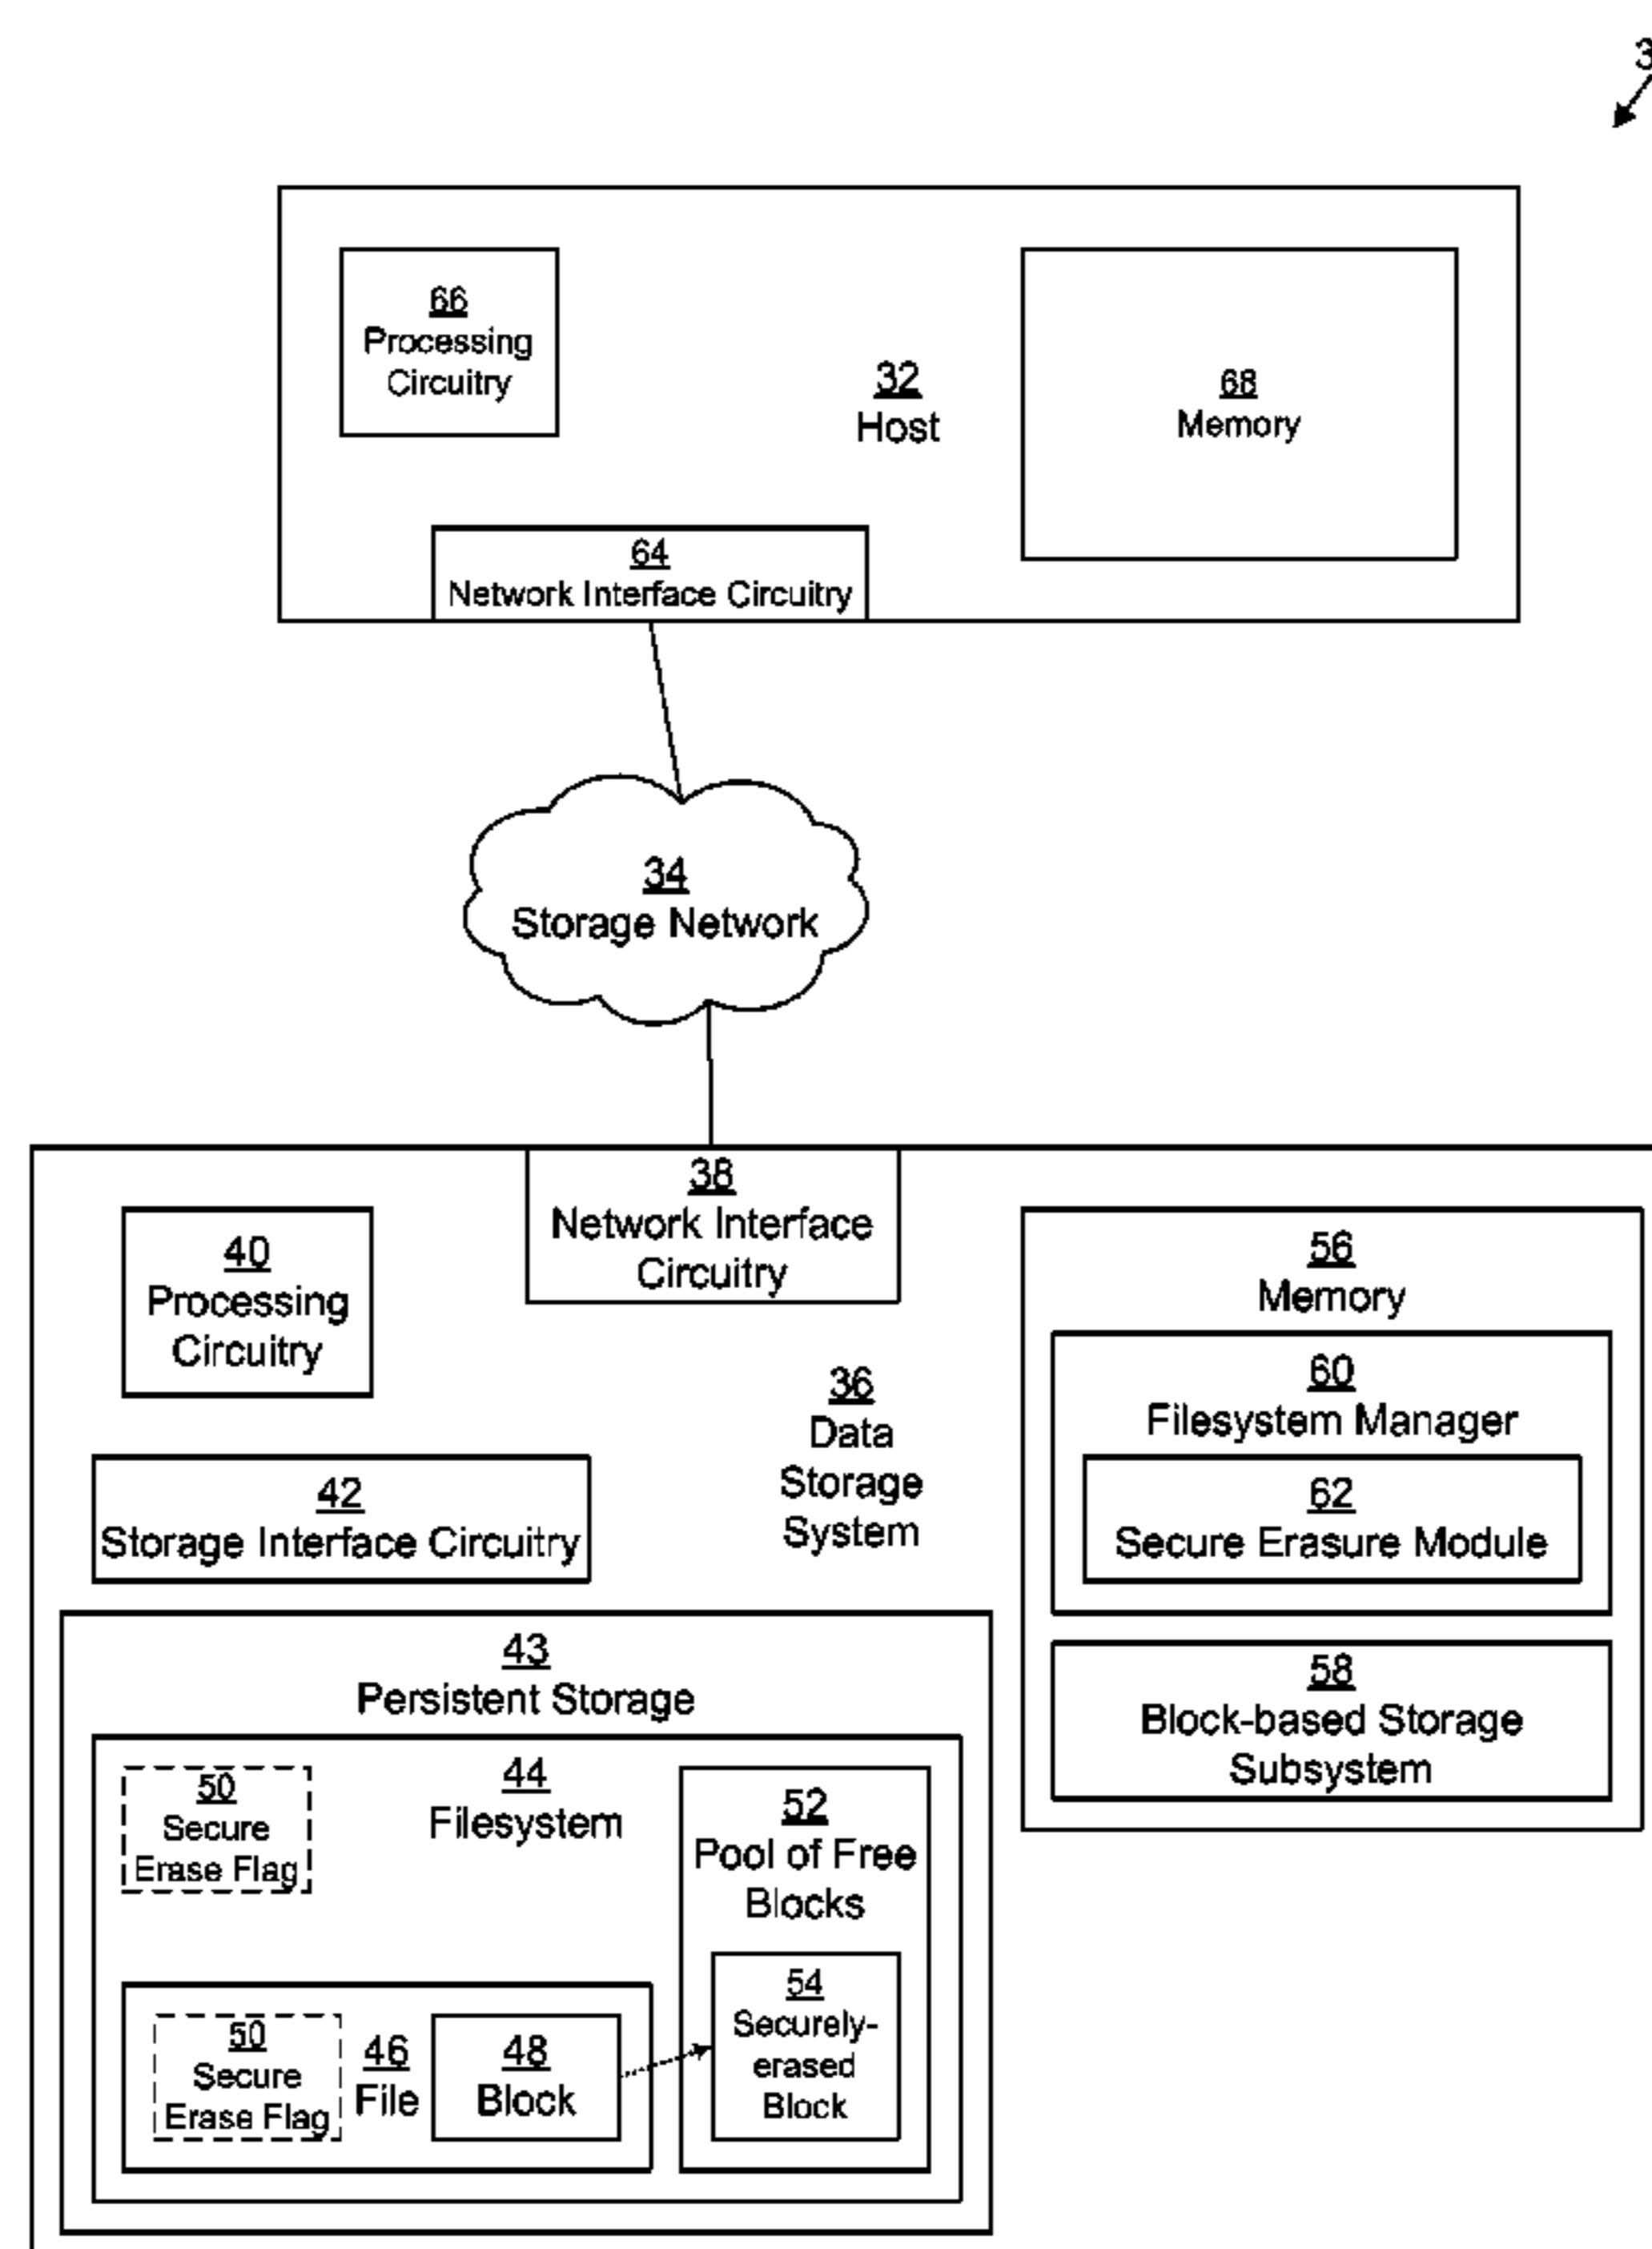 3
66
Processing
Circuitry
32
Host
68
Memory
64
Network Interface Circuitry
34
Storage Network
38
Network Interface
Circuitry
40
Processing
Circuitry
36
Data
Storage
System
42
Storage Interface Circuitry
56
Memory
60
Filesystem Manager
62
Secure Erasure Module
58
Block-based Storage
Subsystem
43
Persistent Storage
50
Secure
Erase Flag
44
Filesystem
52
Pool of Free
Blocks
54
Securely-
erased
Block
50
Secure
Erase Flag
46
File
48
Block